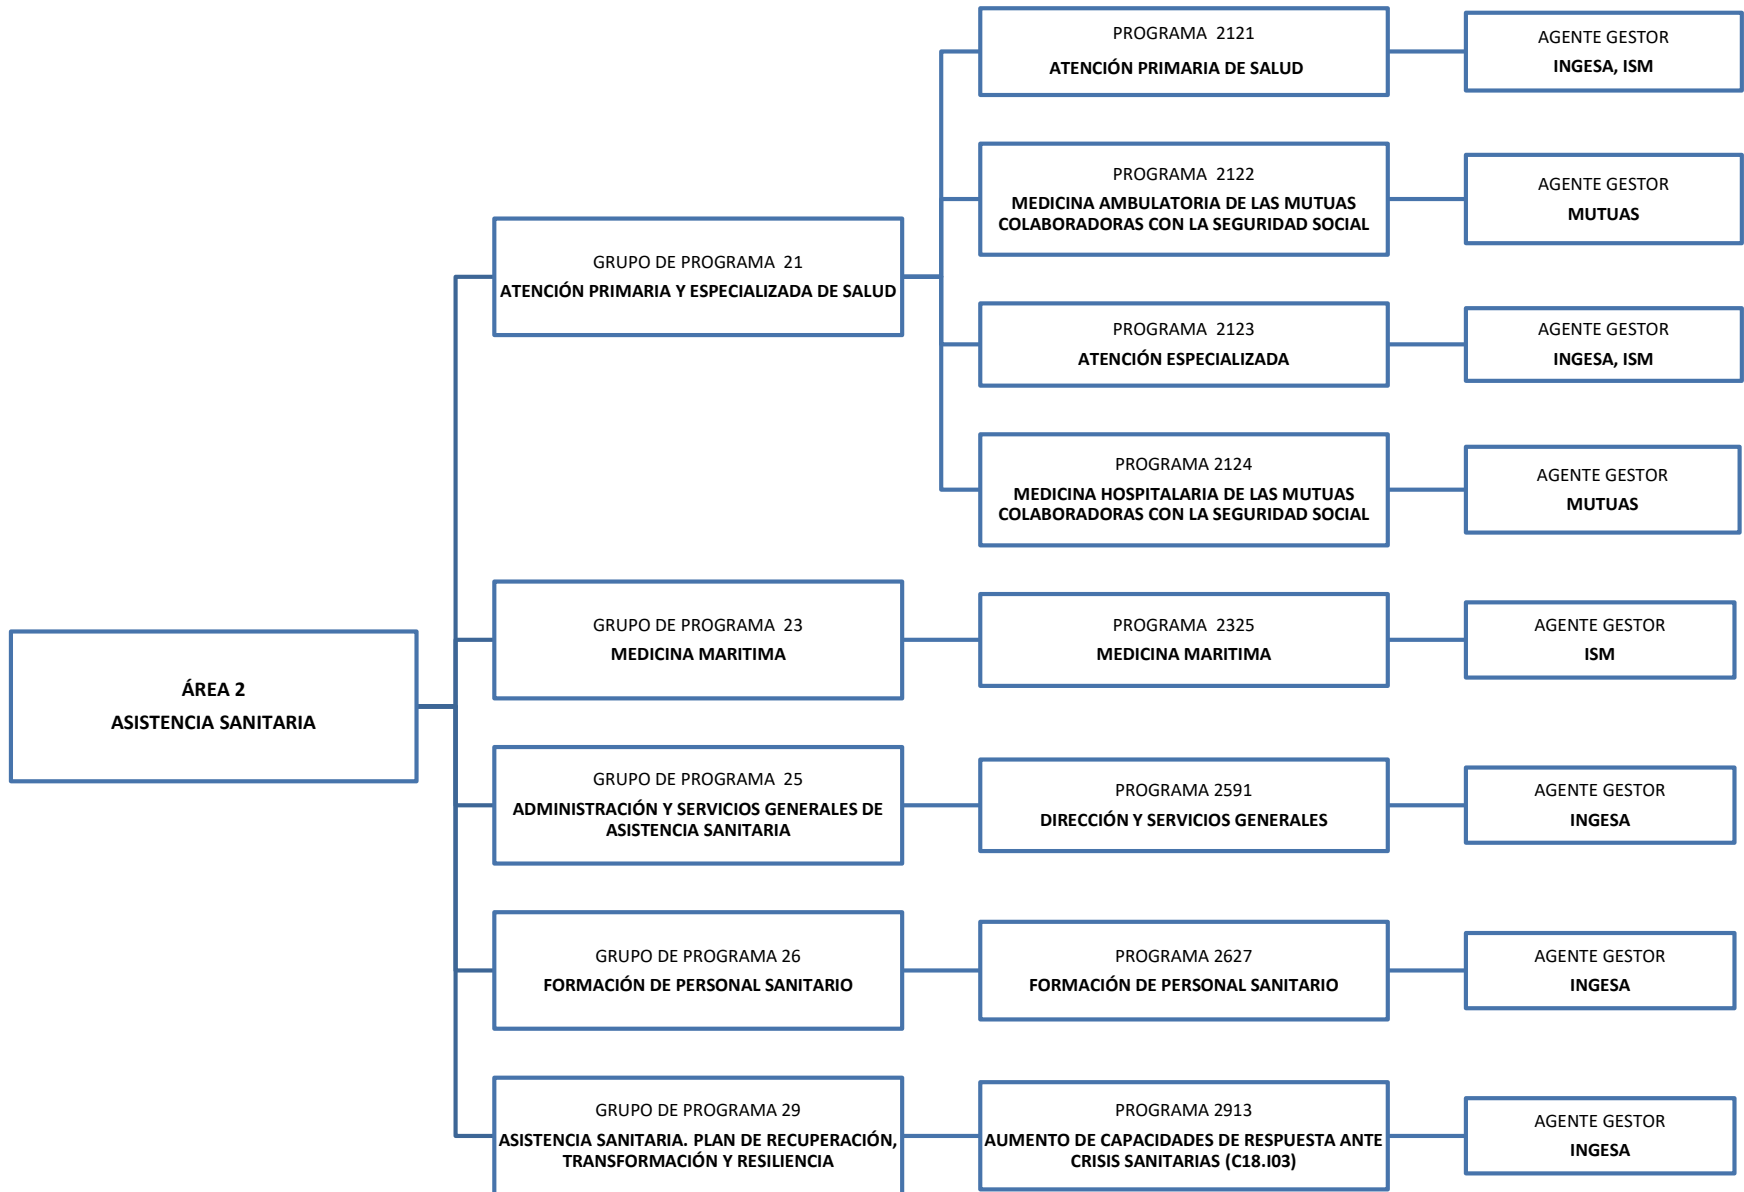 PROGRAMA 2121
ATENCIÓN PRIMARIA DE SALUD
AGENTE GESTOR
INGESA, ISM
PROGRAMA 2122
MEDICINA AMBULATORIA DE LAS MUTUAS
COLABORADORAS CON LA SEGURIDAD SOCIAL
AGENTE GESTOR
MUTUAS
GRUPO DE PROGRAMA 21
ATENCIÓN PRIMARIA Y ESPECIALIZADA DE SALUD
PROGRAMA 2123
ATENCIÓN ESPECIALIZADA
AGENTE GESTOR
INGESA, ISM
PROGRAMA 2124
MEDICINA HOSPITALARIA DE LAS MUTUAS
COLABORADORAS CON LA SEGURIDAD SOCIAL
AGENTE GESTOR
MUTUAS
ÁREA 2
ASISTENCIA SANITARIA
GRUPO DE PROGRAMA 23
MEDICINA MARITIMA
PROGRAMA 2325
MEDICINA MARITIMA
AGENTE GESTOR
ISM
GRUPO DE PROGRAMA 25
ADMINISTRACIÓN Y SERVICIOS GENERALES DE
ASISTENCIA SANITARIA
PROGRAMA 2591
DIRECCIÓN Y SERVICIOS GENERALES
AGENTE GESTOR
INGESA
GRUPO DE PROGRAMA 26
FORMACIÓN DE PERSONAL SANITARIO
PROGRAMA 2627
FORMACIÓN DE PERSONAL SANITARIO
AGENTE GESTOR
INGESA
GRUPO DE PROGRAMA 29
ASISTENCIA SANITARIA. PLAN DE RECUPERACIÓN,
TRANSFORMACIÓN Y RESILIENCIA
PROGRAMA 2913
AUMENTO DE CAPACIDADES DE RESPUESTA ANTE
CRISIS SANITARIAS (C18.I03)
AGENTE GESTOR
INGESA